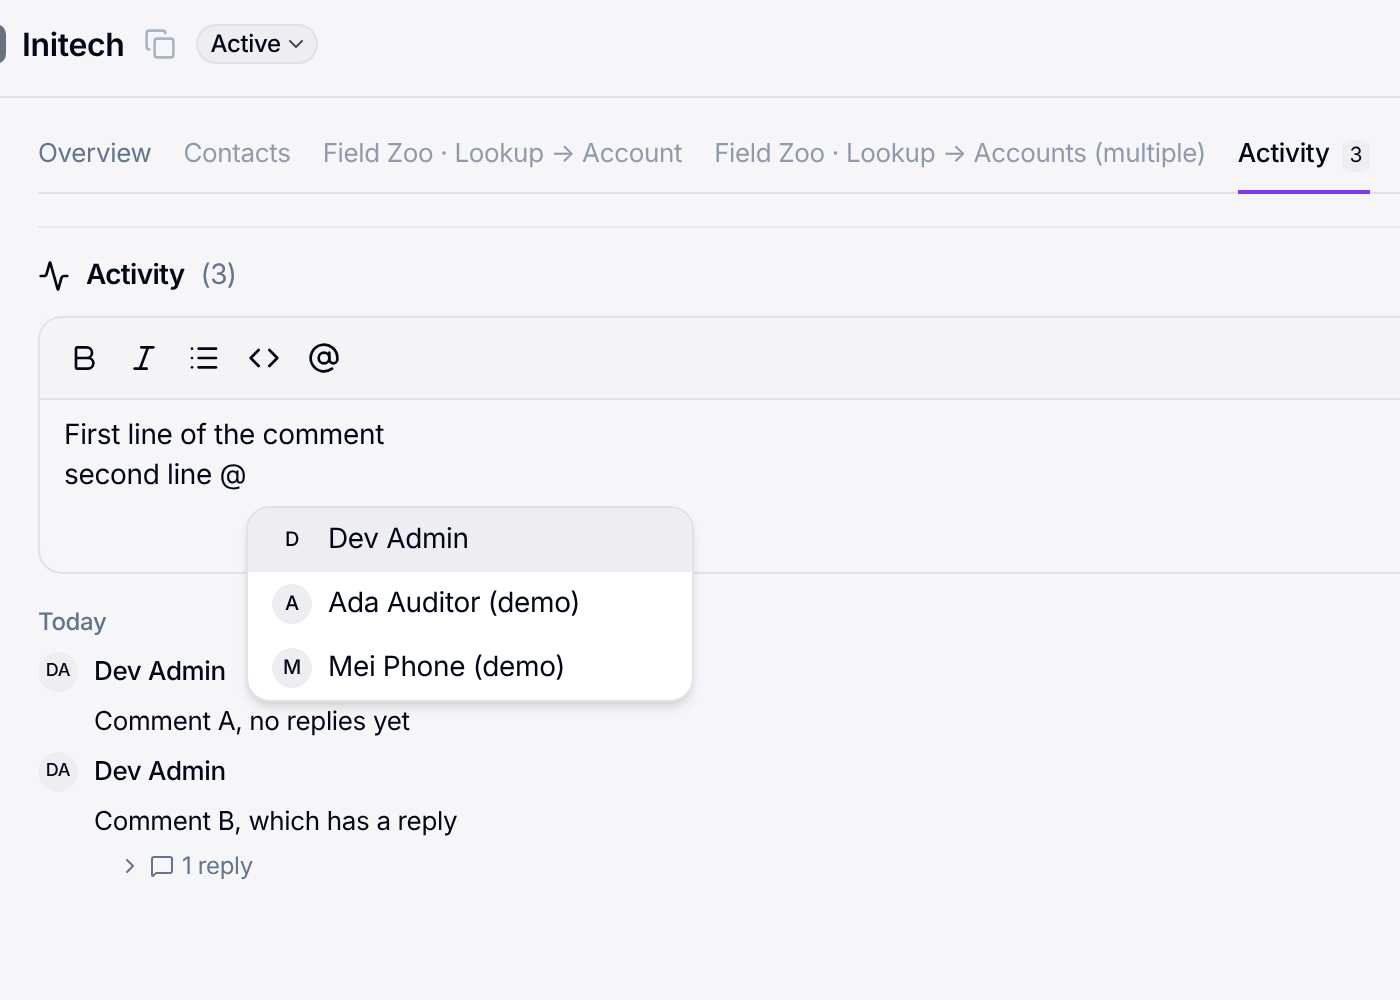 Initech Active
Overview Contacts Field Zoo · Lookup → Account Field Zoo · Lookup → Accounts (multiple) Activity 3
Activity (3)
B I <> @
First line of the comment
second line @
D Dev Admin
A Ada Auditor (demo)
M Mei Phone (demo)
Today
DA Dev Admin
Comment A, no replies yet
DA Dev Admin
Comment B, which has a reply
1 reply